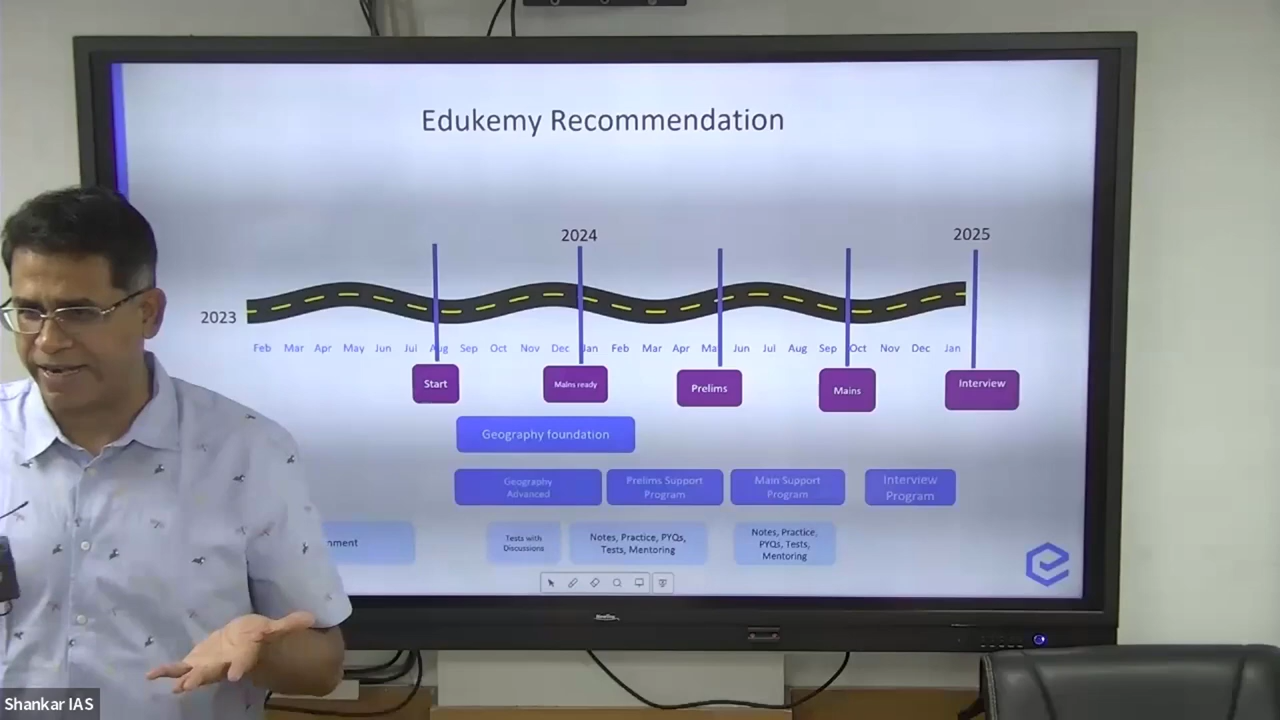 Edukemy Recommendation
2024
2025
2023
Feb Mar Apr May Jun Jul Aug Sep Oct Nov Dec Jan Feb Mar Apr May Jun Jul Aug Sep Oct Nov Dec Jan
Start
Mains ready
Prelims
Mains
Interview
Geography foundation
Geography
Advanced
Prelims Support
Program
Main Support
Program
Interview
Program
nment
Tests with
Discussions
Notes, Practice, PYQs,
Tests, Mentoring
Notes, Practice,
PYQs, Tests,
Mentoring
Shankar IAS